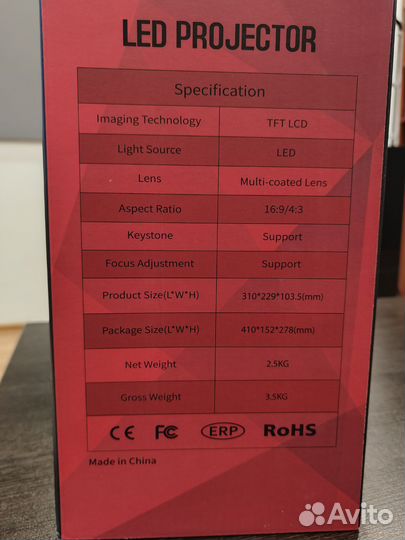 LED PROJECTOR
Specification
Imaging Technology TFT LCD
Light Source LED
Lens Multi-coated Lens
Aspect Ratio 16:9/4:3
Keystone Support
Focus Adjustment Support
Product Size(L*W*H) 310*229*103.5(mm)
Package Size(L*W*H) 410*152*278(mm)
Net Weight 2.5KG
Gross Weight 3.5KG
CE FC ERP RoHS
Made in China
Avito